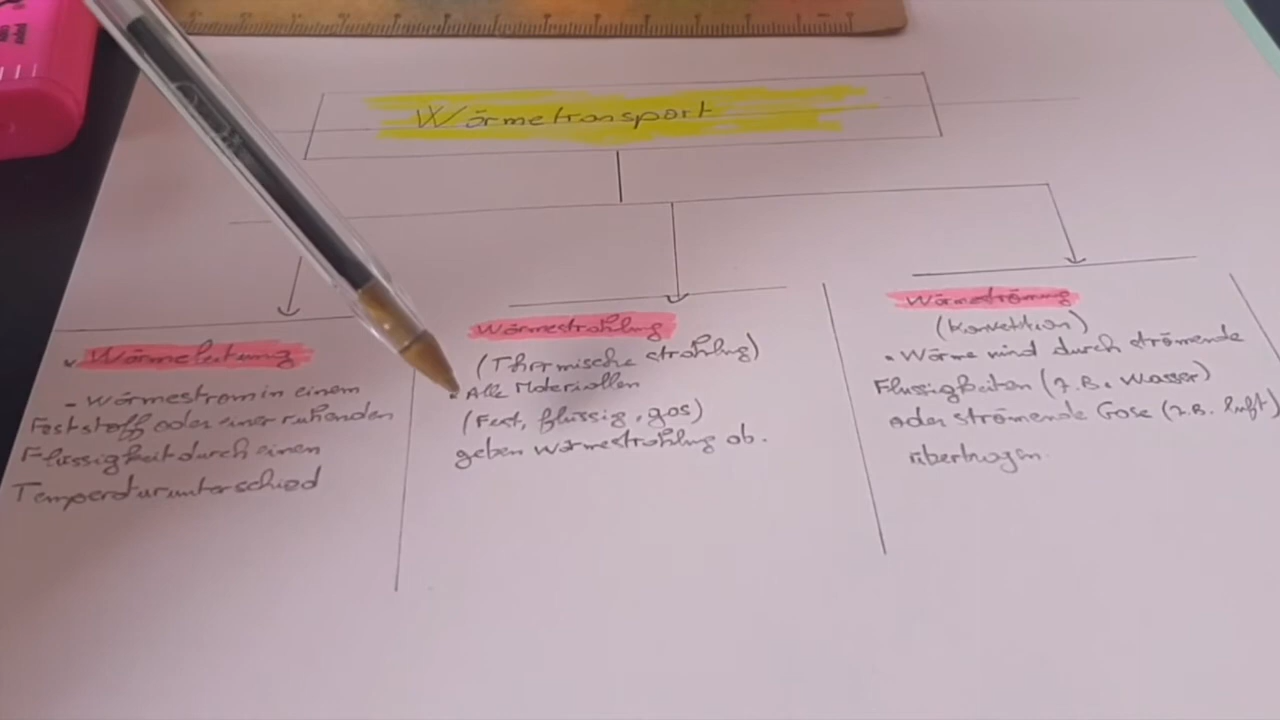 Wärmetransport
Wärmeleitung
- Wärmestrom in einem
Feststoff oder einer ruhenden
Flüssigkeit durch einen
Temperaturunterschied
Wärmestrahlung
(Thermische Strahlung)
Alle Materiallen
(Fest, flüssig, gas)
geben Wärmestrahlung ab.
Wärmeströmung
(Konvektion)
Wärme wird durch strömende
Flüssigkeiten (z.B. Wasser)
oder strömende Gase (z.B. luft)
übertragen.